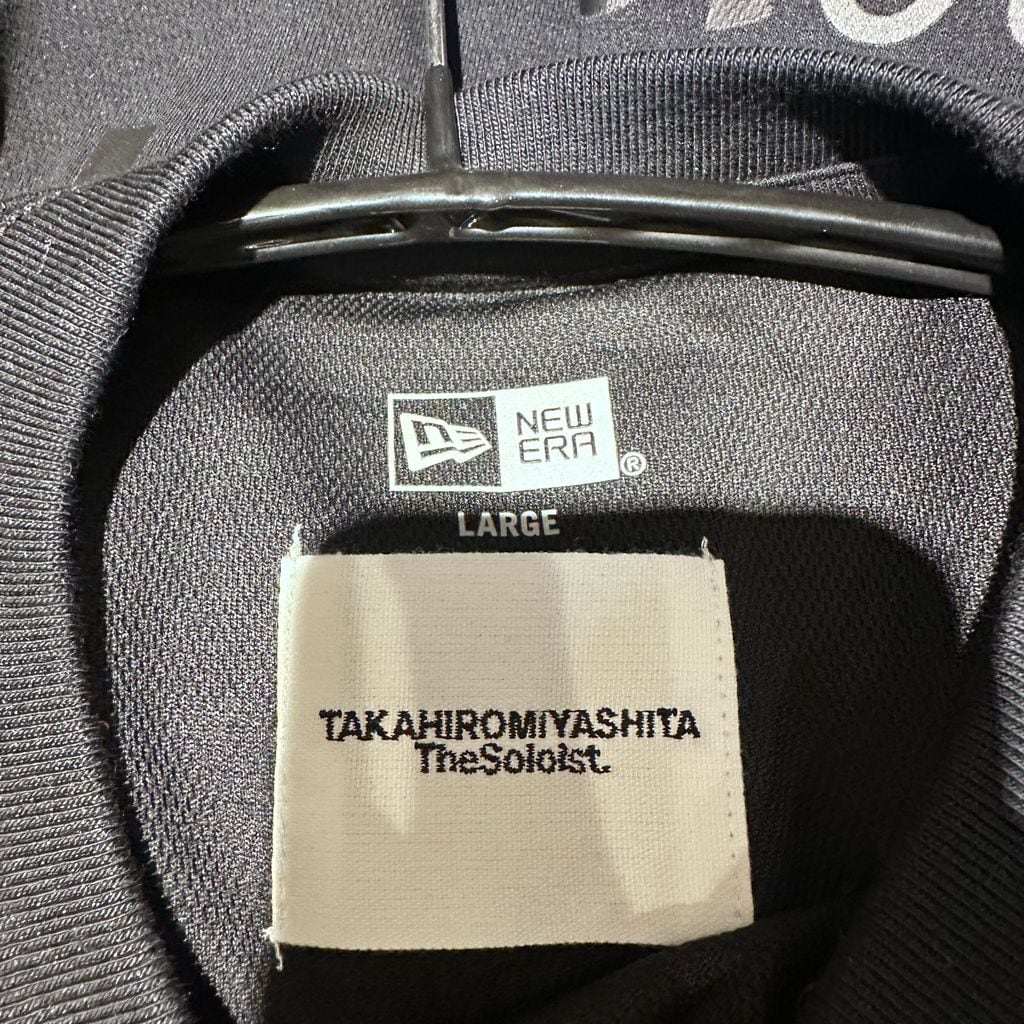 NEW
ERA
®
LARGE
TAKAHIROMIYASHITA
TheSoloist.